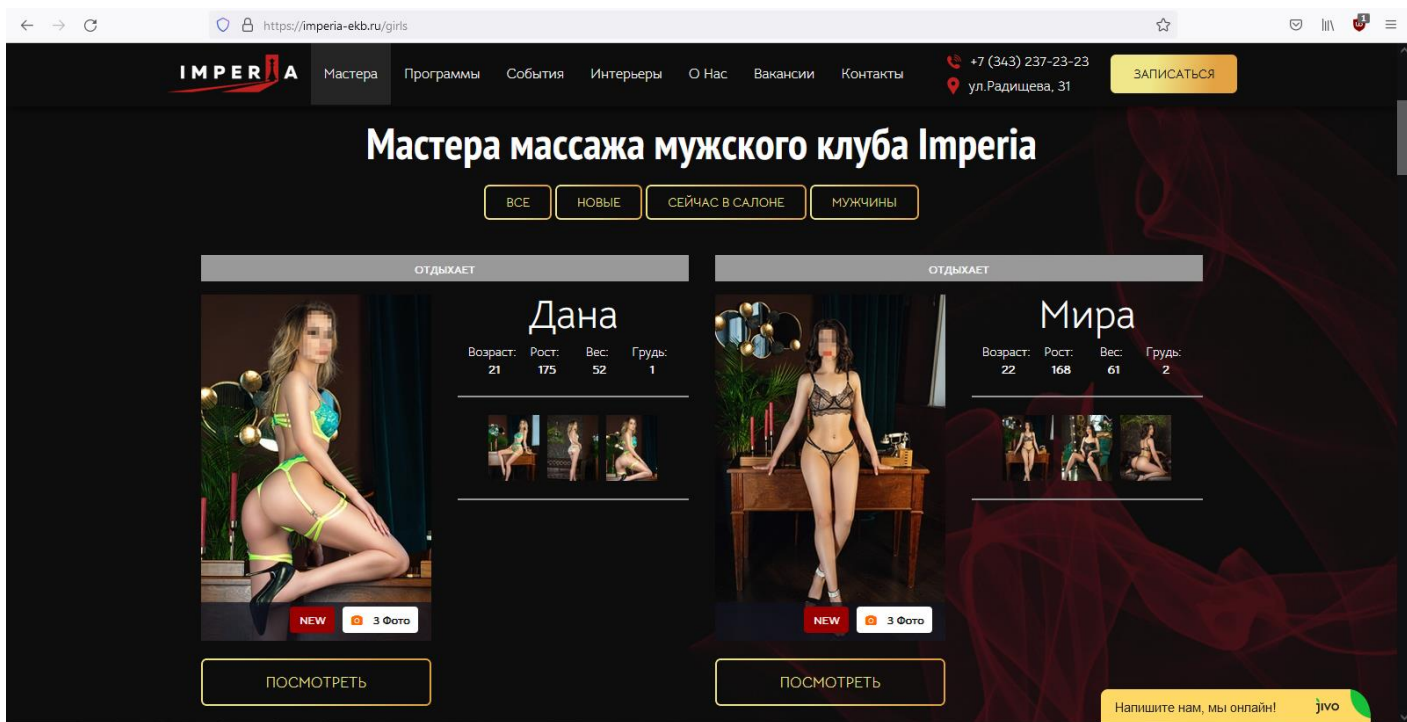 https://imperia-ekb.ru/girls
1
IMPERIA Мастера Программы События Интерьеры О Нас Вакансии Контакты
+7 (343) 237-23-23
ул.Радищева, 31
ЗАПИСАТЬСЯ
Мастера массажа мужского клуба Imperia
ВСЕ НОВЫЕ СЕЙЧАС В САЛОНЕ МУЖЧИНЫ
ОТДЫХАЕТ
Дана
Возраст: Рост: Вес: Грудь:
21 175 52 1
NEW 3 Фото
ПОСМОТРЕТЬ
ОТДЫХАЕТ
Мира
Возраст: Рост: Вес: Грудь:
22 168 61 2
NEW 3 Фото
ПОСМОТРЕТЬ
Напишите нам, мы онлайн! jivo